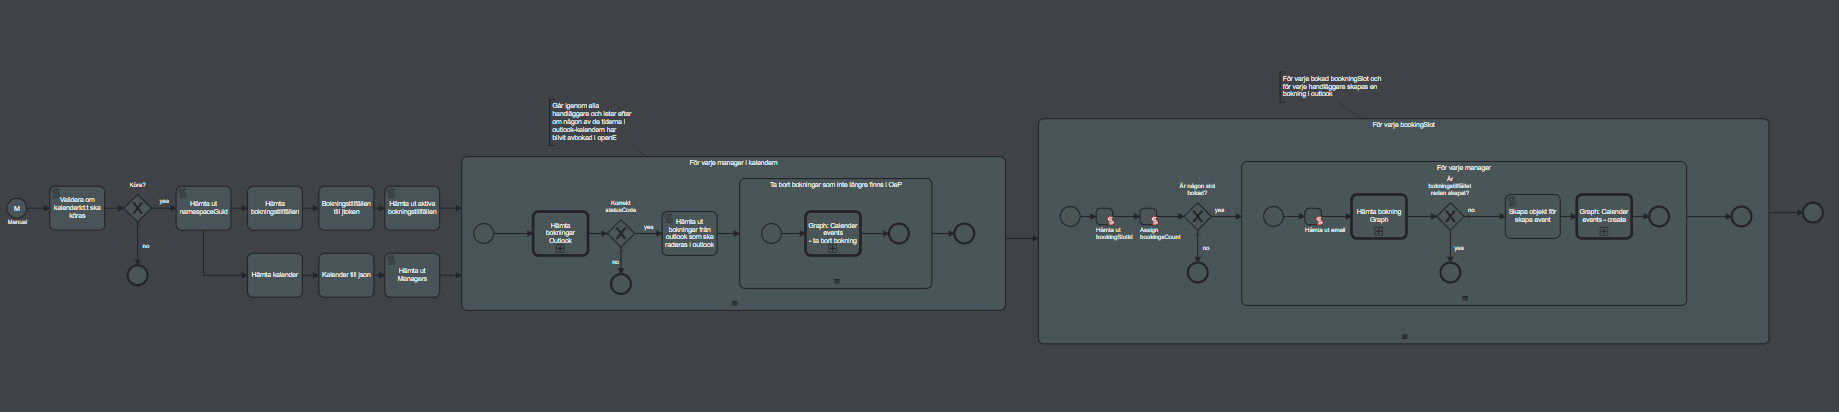 M
Manual
Validera om
kalenderid:t ska
köras
Köra?
yes
no
Hämta ut
namespaceGuid
Hämta
bokningstillfällen
Bokningstillfällen
till jtoken
Hämta ut aktiva
bokningstillfällen
Hämta kalender
Kalender till json
Hämta ut
Managers
Går igenom alla
handläggare och letar efter
om någon av de tiderna i
outlook-kalendern har
blivit avbokad i openE
För varje manager i kalendern
Hämta
bokningar
Outlook
Korrekt
statusCode
yes
no
Hämta ut
bokningar från
outlook som ska
raderas i outlook
Ta bort bokningar som inte längre finns i OeP
Graph: Calender
events
- ta bort bokning
För varje bokad bookningSlot och
för varje handläggare skapas en
bokning i outlook
För varje bookingSlot
Hämta ut
bookingSlotId
Assign
bookingsCount
Är någon slot
bokad?
yes
no
För varje manager
Hämta ut email
Hämta bokning
Graph
Är
bokningstillfället
redan skapat?
no
yes
Skapa objekt för
skapa event
Graph: Calender
events - create